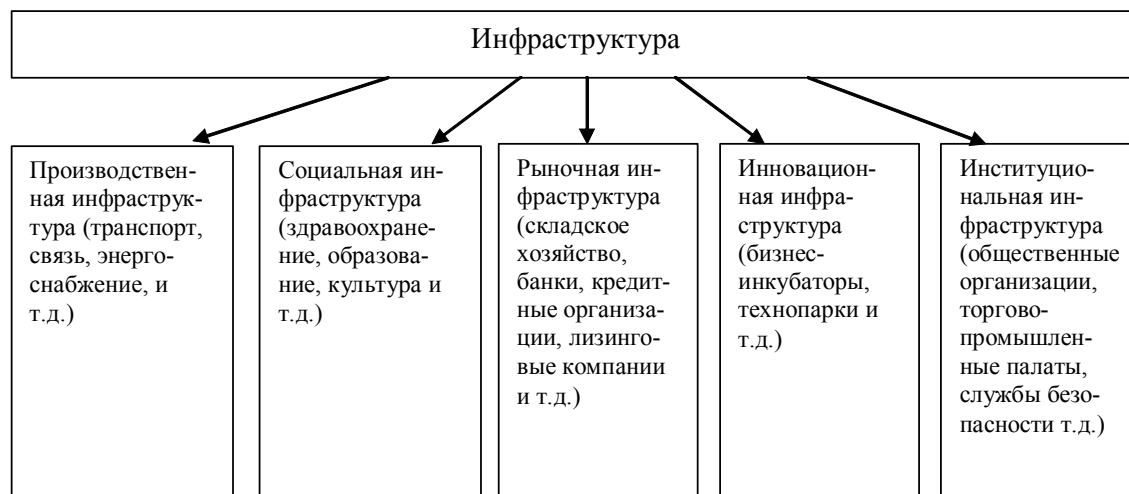 Инфраструктура
Производствен-
ная инфраструк-
тура (транспорт,
связь, энерго-
снабжение, и
т.д.)
Социальная ин-
фраструктура
(здравоохране-
ние, образова-
ние, культура и
т.д.)
Рыночная ин-
фраструктура
(складское
хозяйство,
банки, кредит-
ные организа-
ции, лизинго-
вые компании
и т.д.)
Инновацион-
ная инфра-
структура
(бизнес-
инкубаторы,
технопарки и
т.д.)
Институцио-
нальная ин-
фраструктура
(общественные
организации,
торгово-
промышлен-
ные палаты,
службы безо-
пасности т.д.)